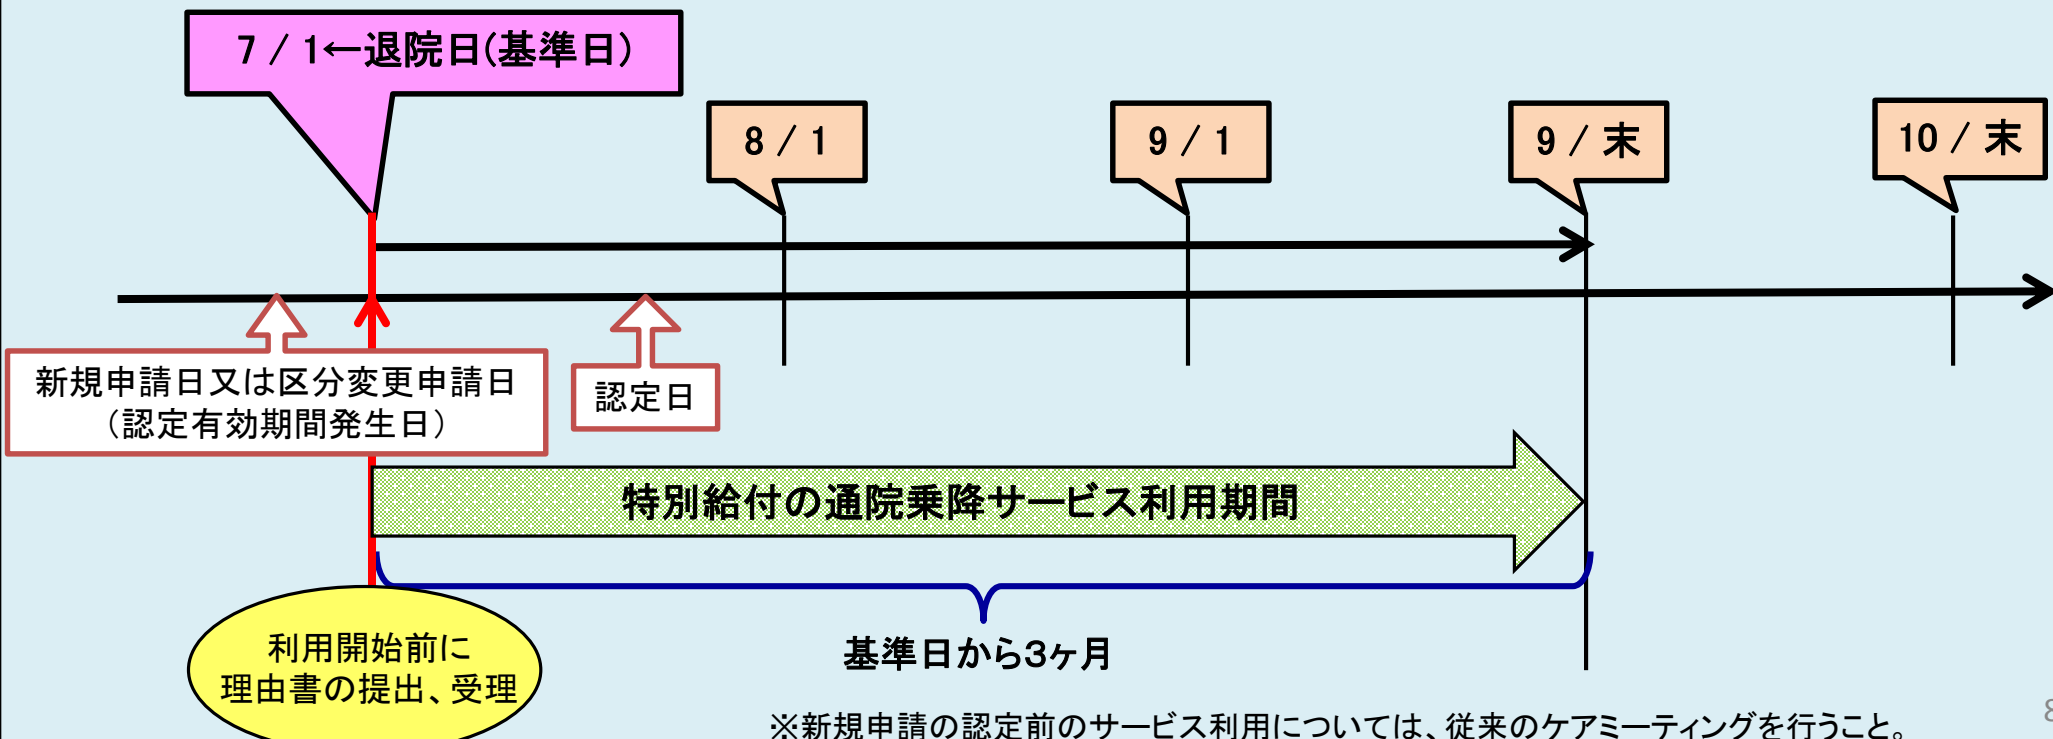 7 / 1←退院日(基準日)
8 / 1
9 / 1
9 / 末
10 / 末
新規申請日又は区分変更申請日
（認定有効期間発生日）
認定日
特別給付の通院乗降サービス利用期間
基準日から3ヶ月
利用開始前に
理由書の提出、受理
※新規申請の認定前のサービス利用については、従来のケアミーティングを行うこと。